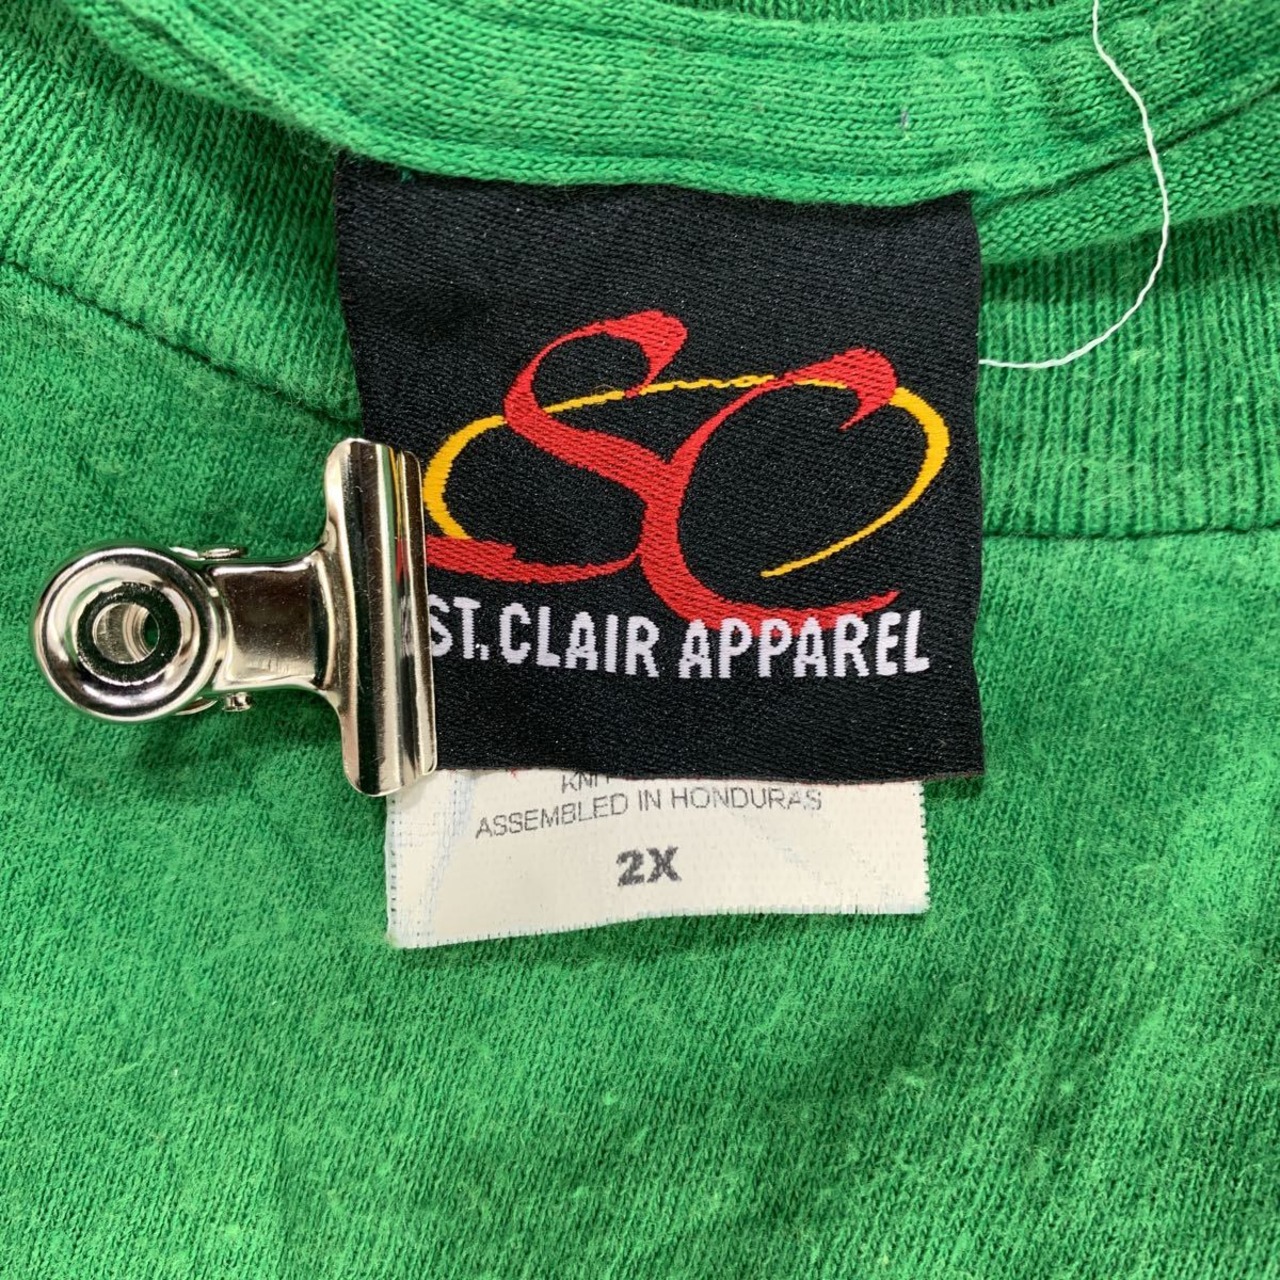 SC
ST. CLAIR APPAREL
ASSEMBLED IN HONDURAS
2X